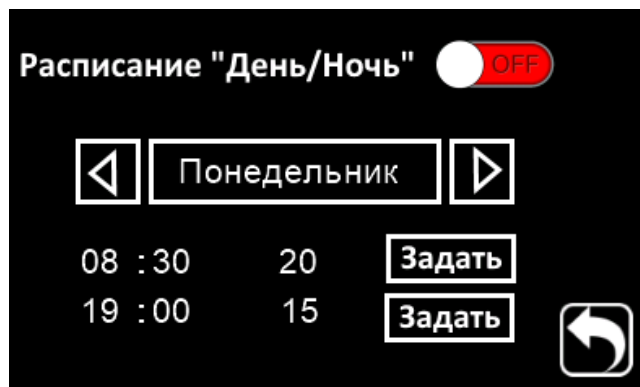 Расписание "День/Ночь" OFF
Понедельник
08 :30 20 Задать
19 :00 15 Задать